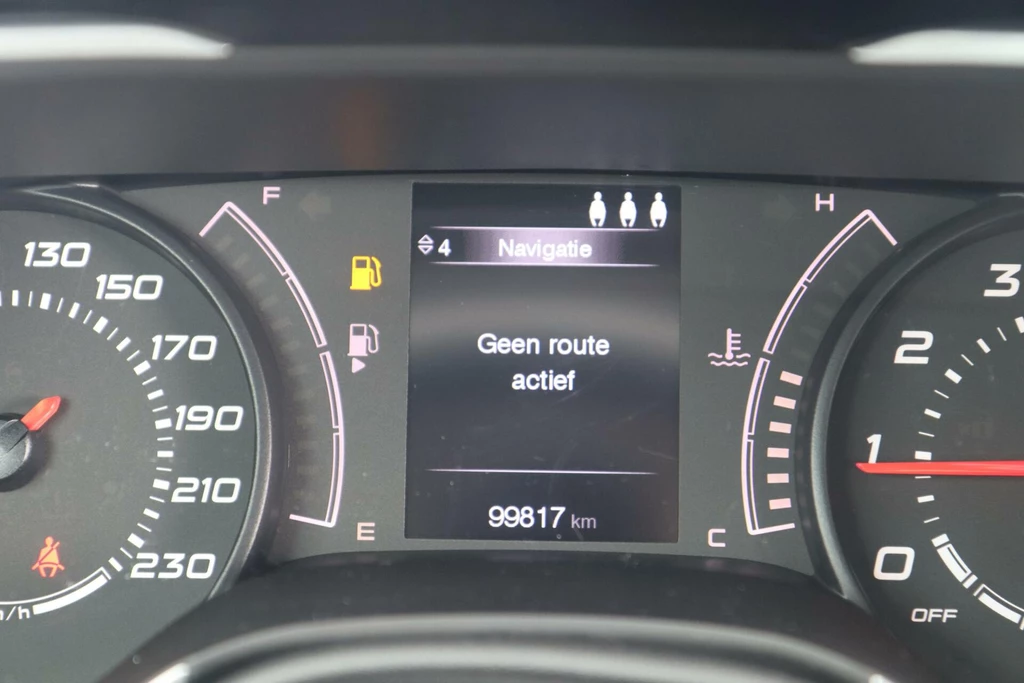 130
150
170
190
210
230
F
E
4 Navigatie
Geen route
actief
99817 km
H
C
3
2
1
0
OFF